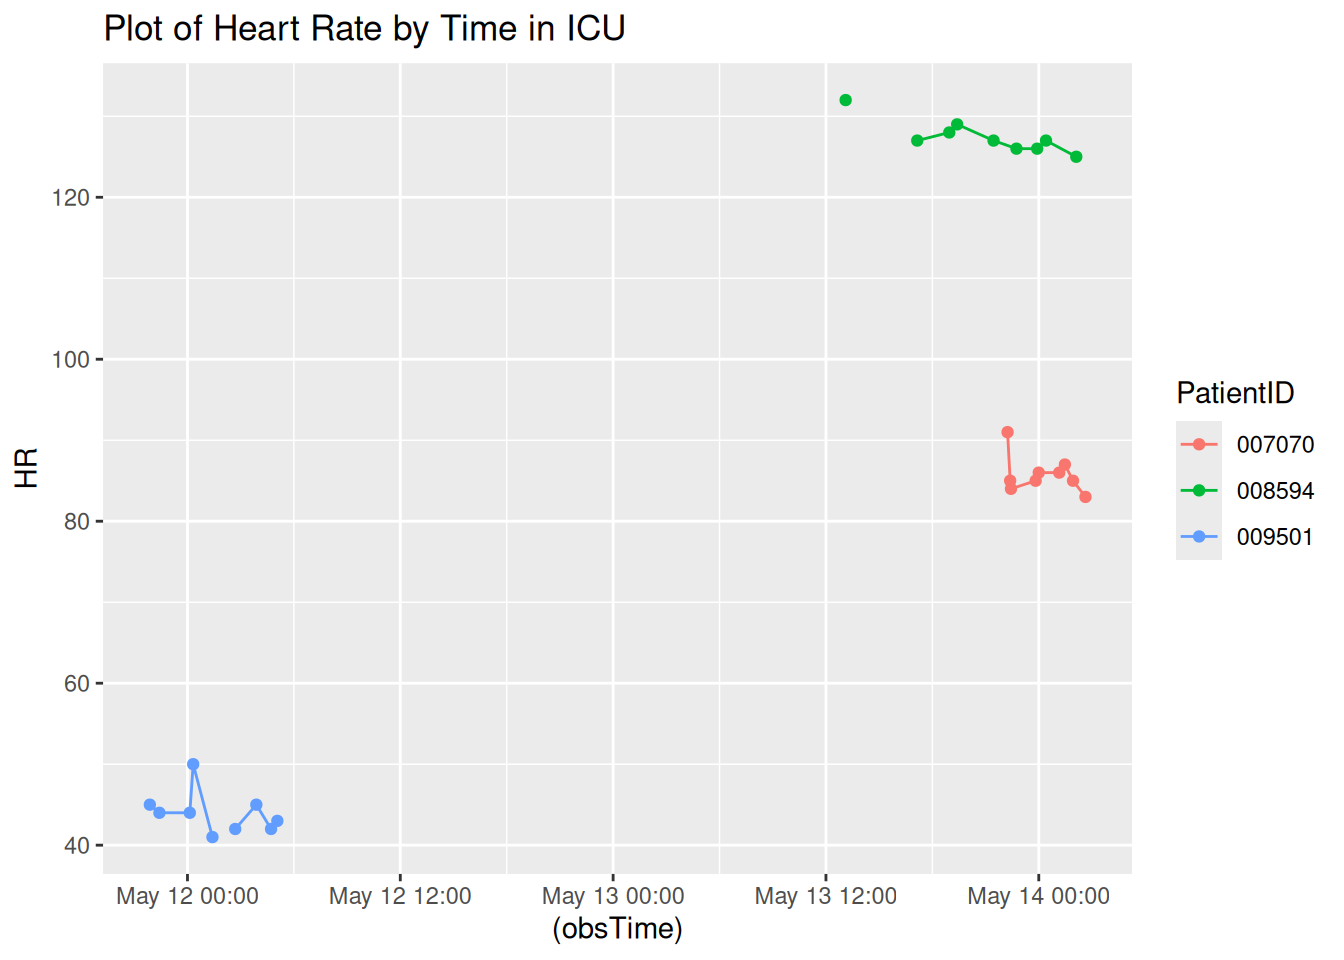 Plot of Heart Rate by Time in ICU
HR
120
100
80
60
40
May 12 00:00
May 12 12:00
May 13 00:00
May 13 12:00
May 14 00:00
(obsTime)
PatientID
007070
008594
009501